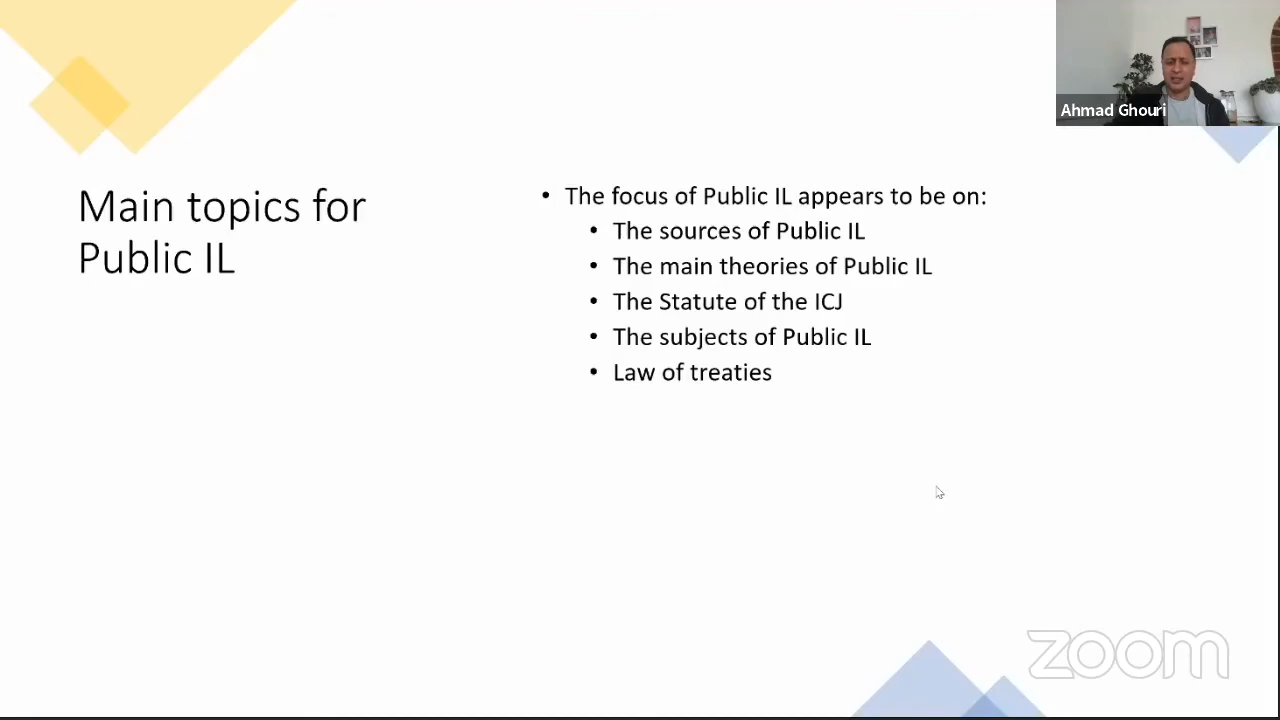 Ahmad Ghouri
Main topics for
Public IL
• The focus of Public IL appears to be on:
• The sources of Public IL
• The main theories of Public IL
• The Statute of the ICJ
• The subjects of Public IL
• Law of treaties
zoom